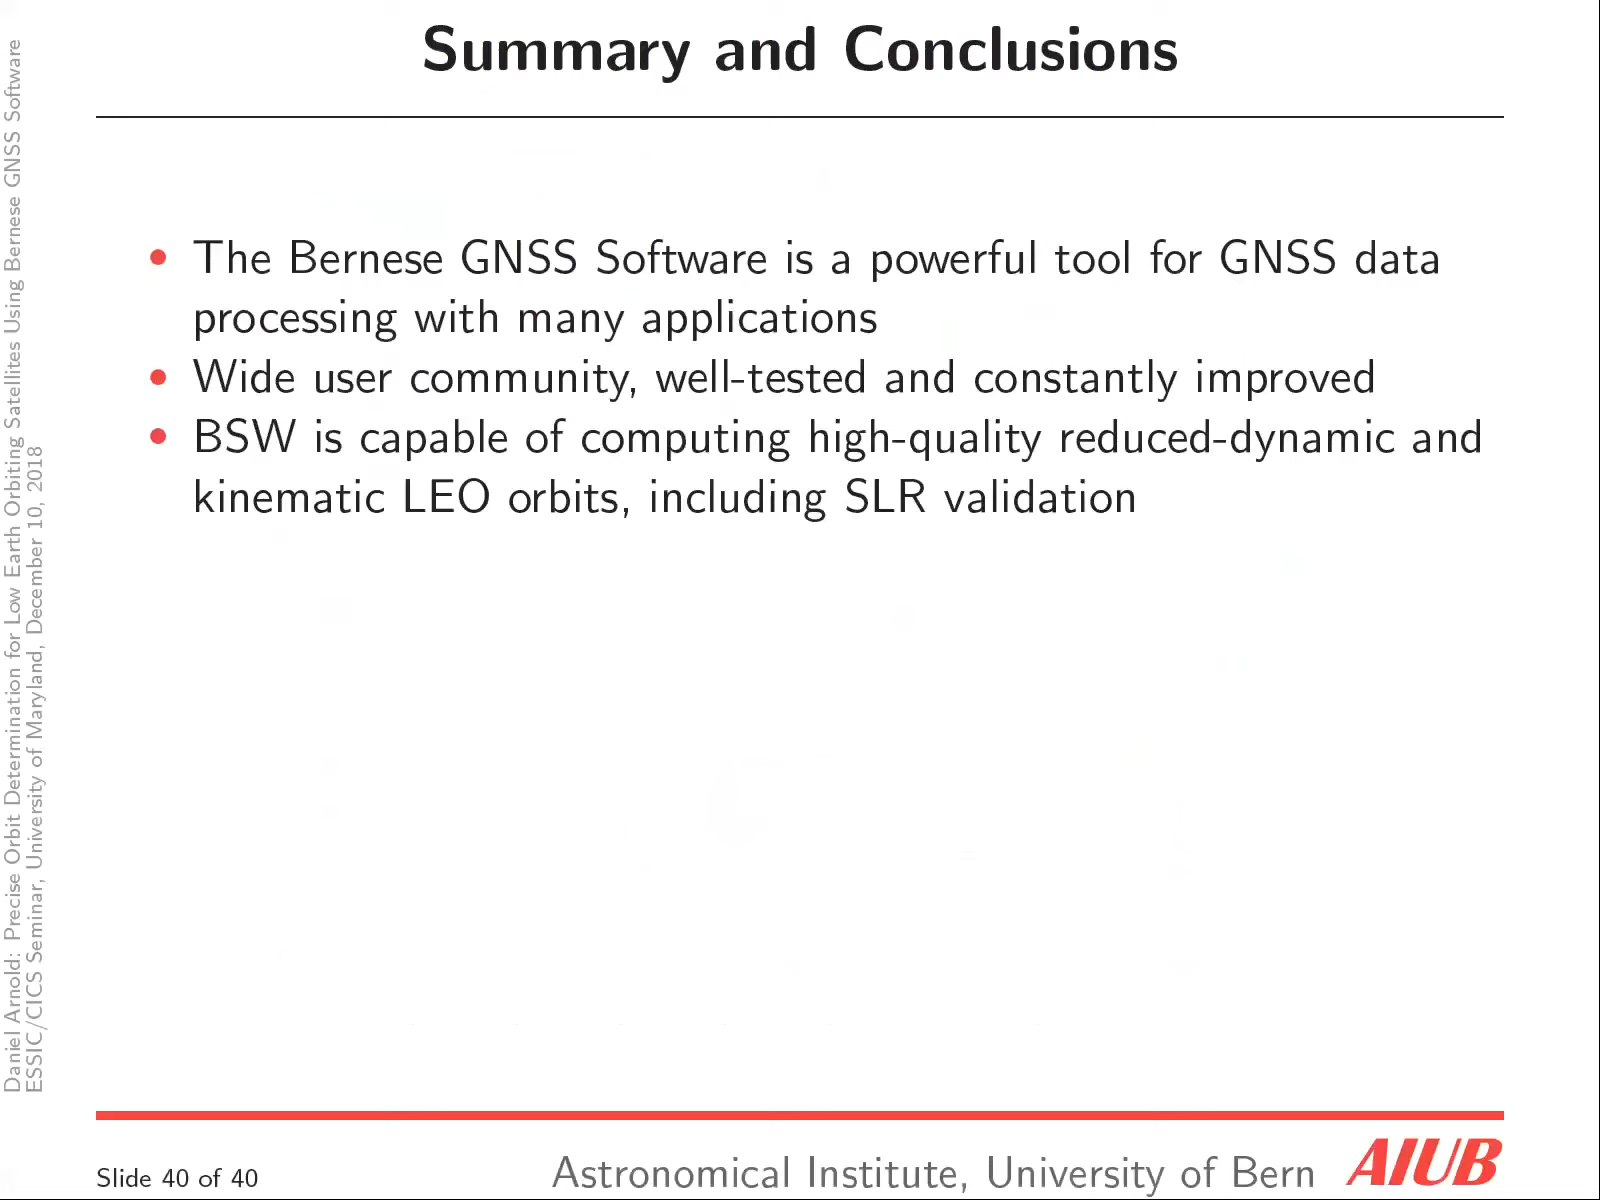 Summary and Conclusions
• The Bernese GNSS Software is a powerful tool for GNSS data
processing with many applications
• Wide user community, well-tested and constantly improved
• BSW is capable of computing high-quality reduced-dynamic and
kinematic LEO orbits, including SLR validation
Daniel Arnold: Precise Orbit Determination for Low Earth Orbiting Satellites Using Bernese GNSS Software
ESSIC/CICS Seminar, University of Maryland, December 10, 2018
Slide 40 of 40
Astronomical Institute, University of Bern AIUB